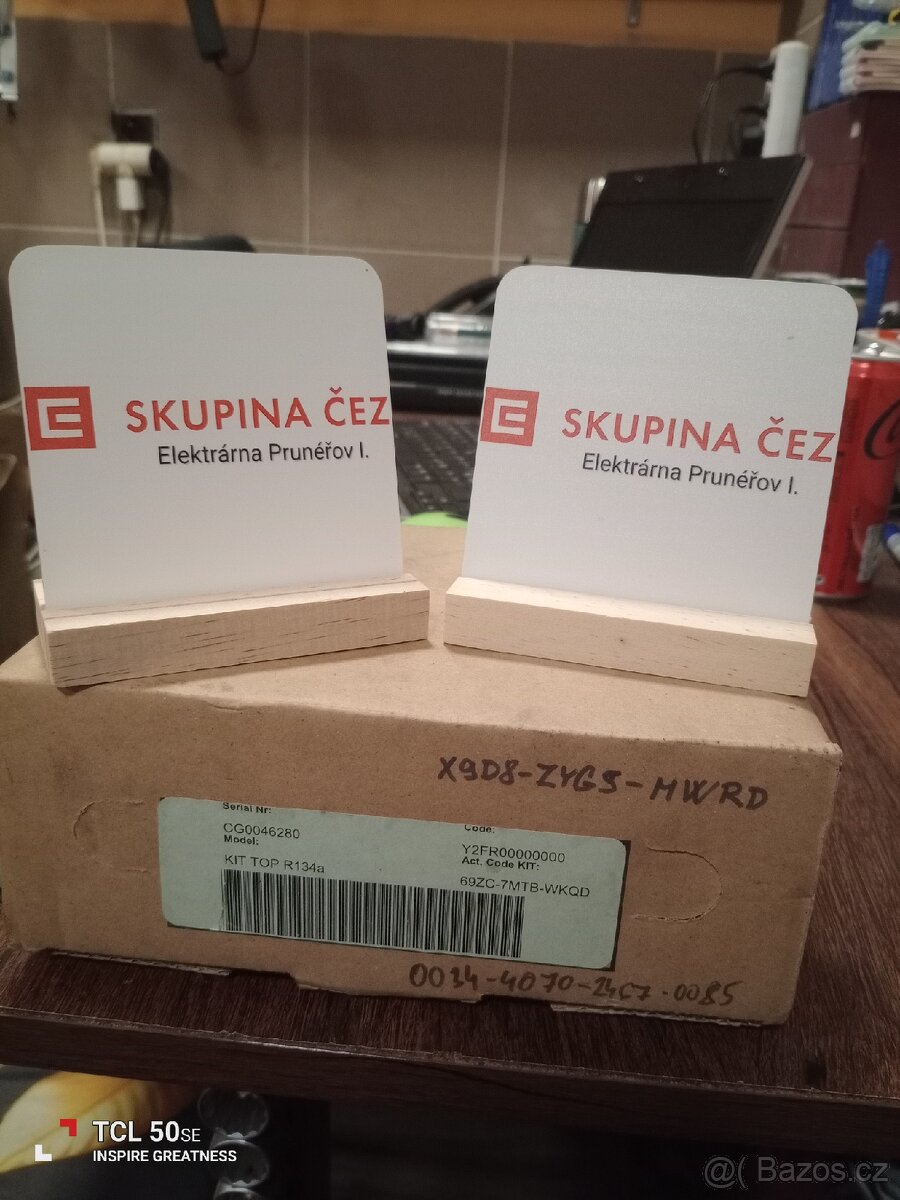 SKUPINA ČEZ
Elektrárna Prunéřov I.
SKUPINA ČEZ
Elektrárna Prunéřov I.
X9D8-ZYG5-MWRD
Serial Nr:
CG0046280
Model:
KIT TOP R134a
Code:
Y2FR00000000
Act. Code KIT:
69ZC-7MTB-WKQD
0034-4070-24C7-0085
TCL 50SE
INSPIRE GREATNESS
@( Bazos.cz